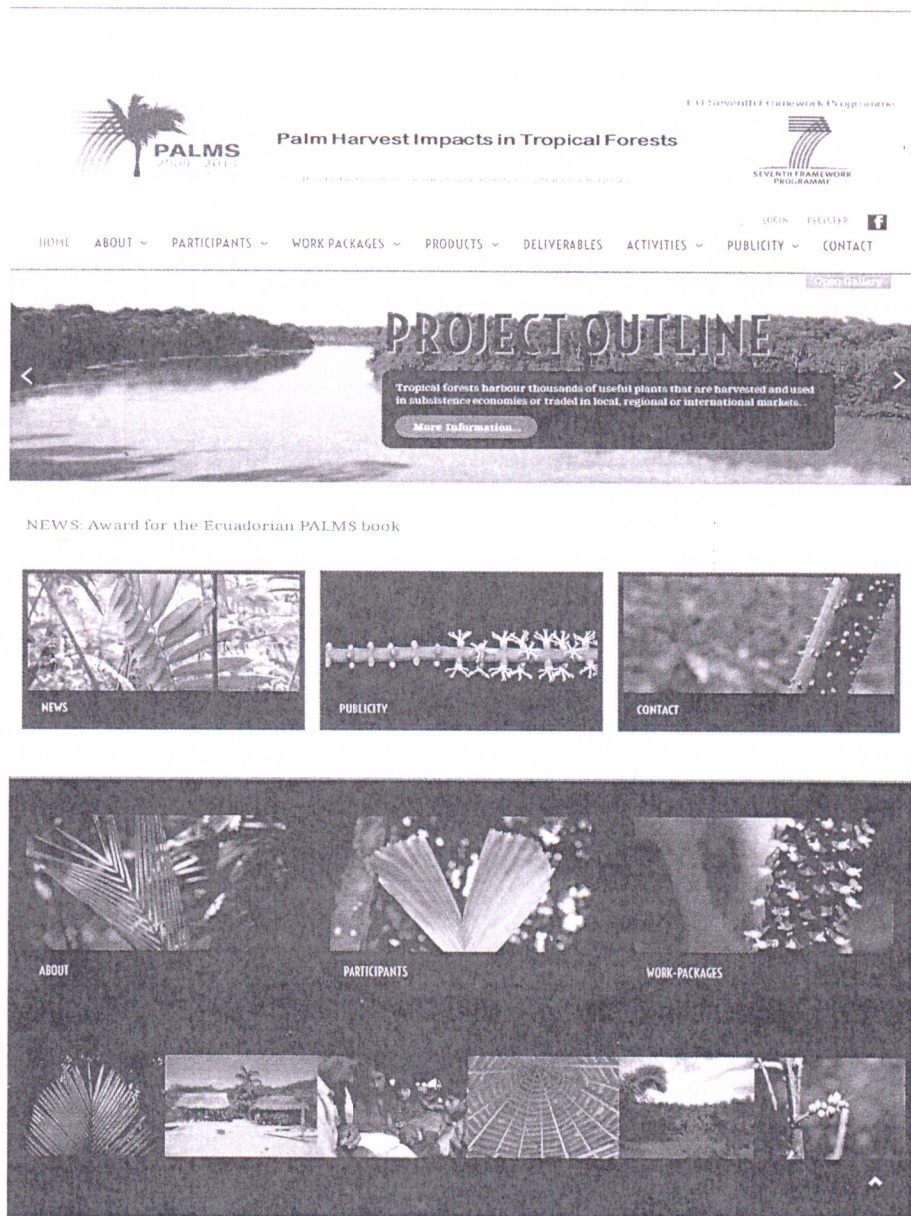 EU Seventh Framework Programme
PALMS
2009 - 2013
Palm Harvest Impacts in Tropical Forests
SEVENTH FRAMEWORK
PROGRAMME
LOGIN REGISTER f
HOME ABOUT PARTICIPANTS WORK PACKAGES PRODUCTS DELIVERABLES ACTIVITIES PUBLICITY CONTACT
Open Gallery
PROJECT OUTLINE
Tropical forests harbour thousands of useful plants that are harvested and used
in subsistence economies or traded in local, regional or international markets...
More Information...
NEWS: Award for the Ecuadorian PALMS book
NEWS PUBLICITY CONTACT
ABOUT PARTICIPANTS WORK-PACKAGES